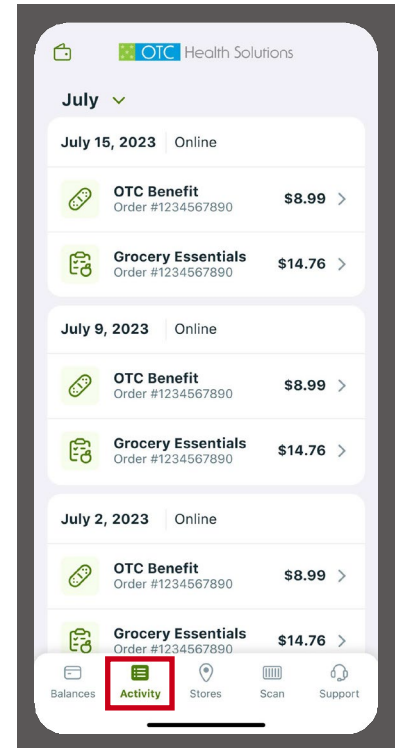 OTC Health Solutions
July
July 15, 2023 Online
OTC Benefit
Order #1234567890
$8.99
Grocery Essentials
Order #1234567890
$14.76
July 9, 2023 Online
OTC Benefit
Order #1234567890
$8.99
Grocery Essentials
Order #1234567890
$14.76
July 2, 2023 Online
OTC Benefit
Order #1234567890
$8.99
Grocery Essentials
Order #1234567890
$14.76
Balances Activity Stores Scan Support